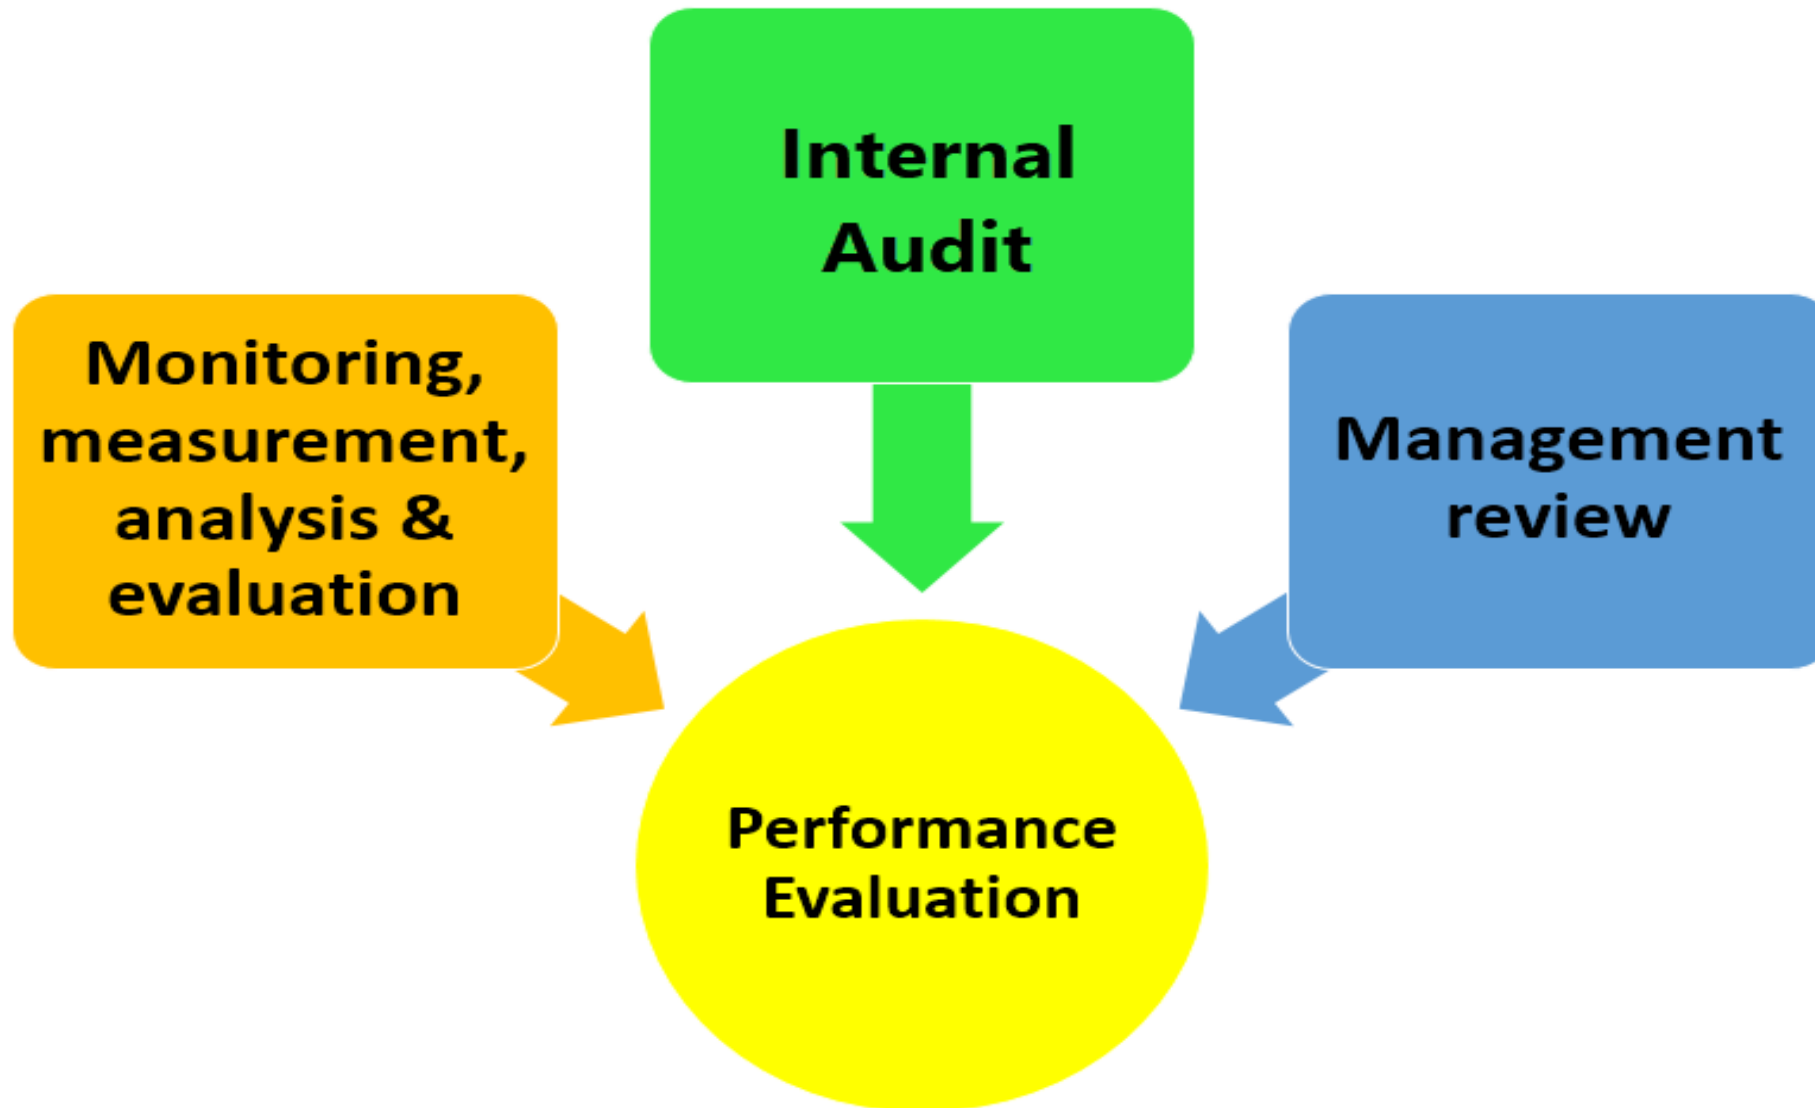 Internal
Audit
Monitoring,
measurement,
analysis &
evaluation
Management
review
Performance
Evaluation